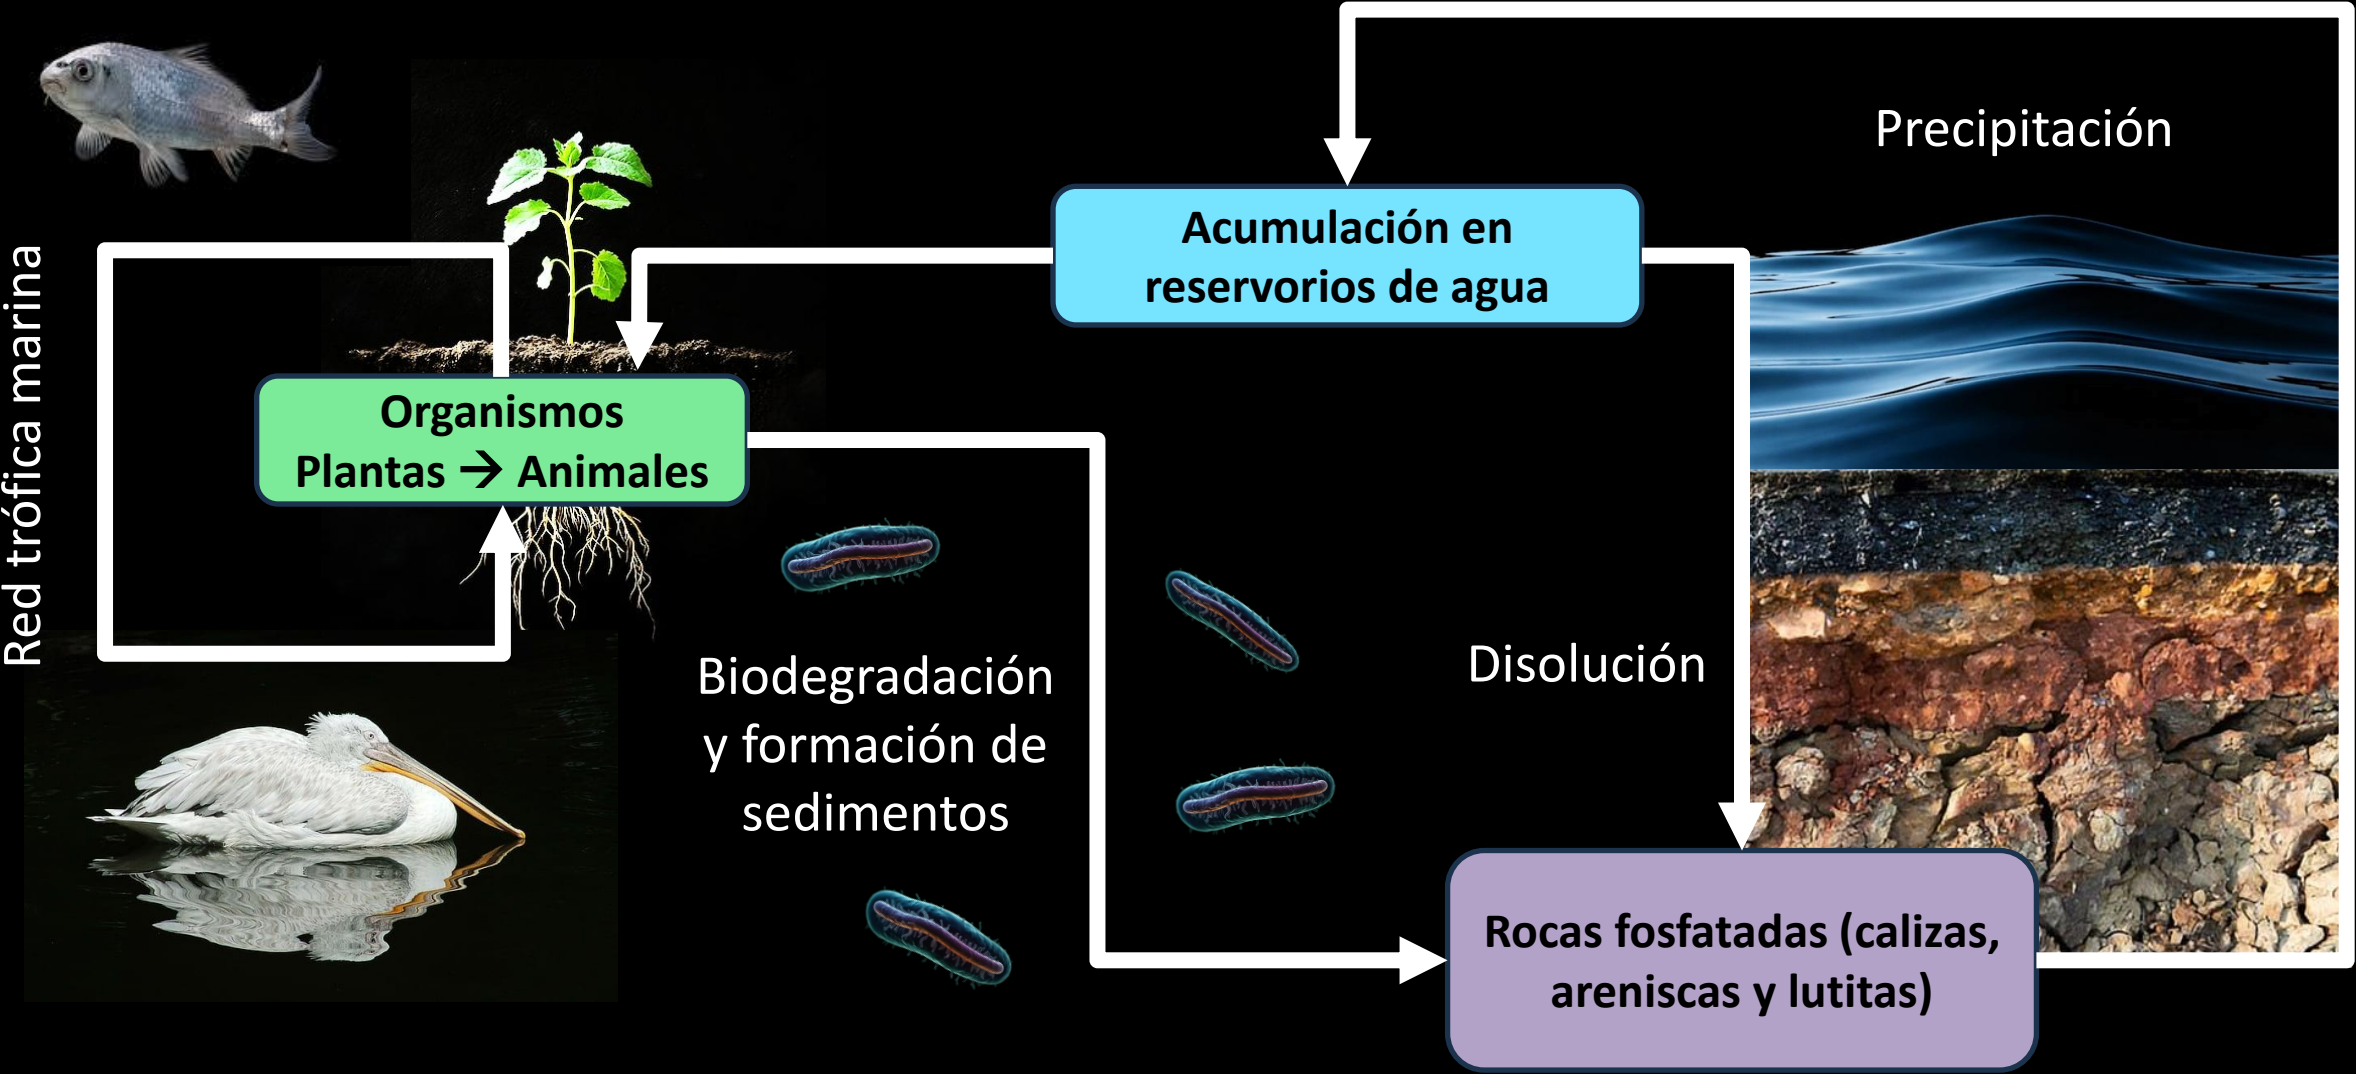 Precipitación
Acumulación en
reservorios de agua
Red trófica marina
Organismos
Plantas → Animales
Biodegradación
y formación de
sedimentos
Disolución
Rocas fosfatadas (calizas,
areniscas y lutitas)